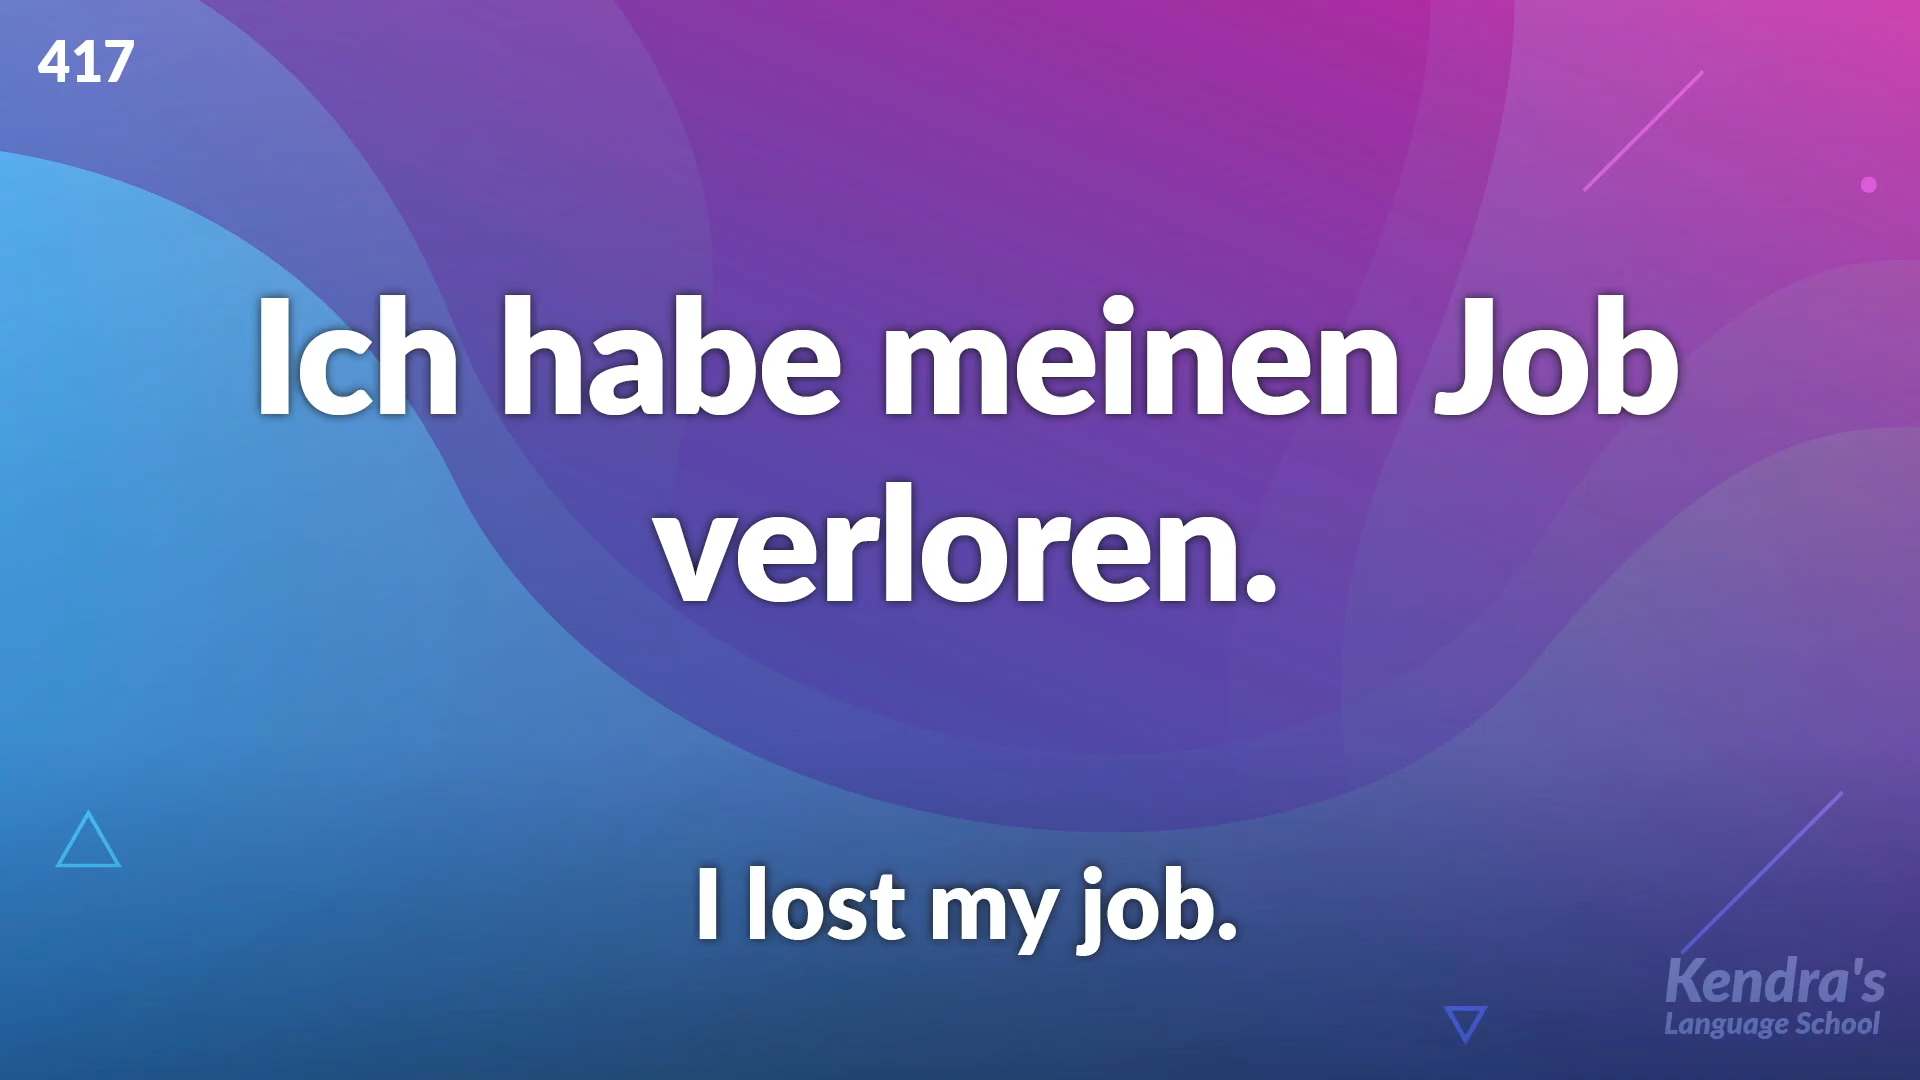 417
Ich habe meinen Job
verloren.
I lost my job.
Kendra's
Language School